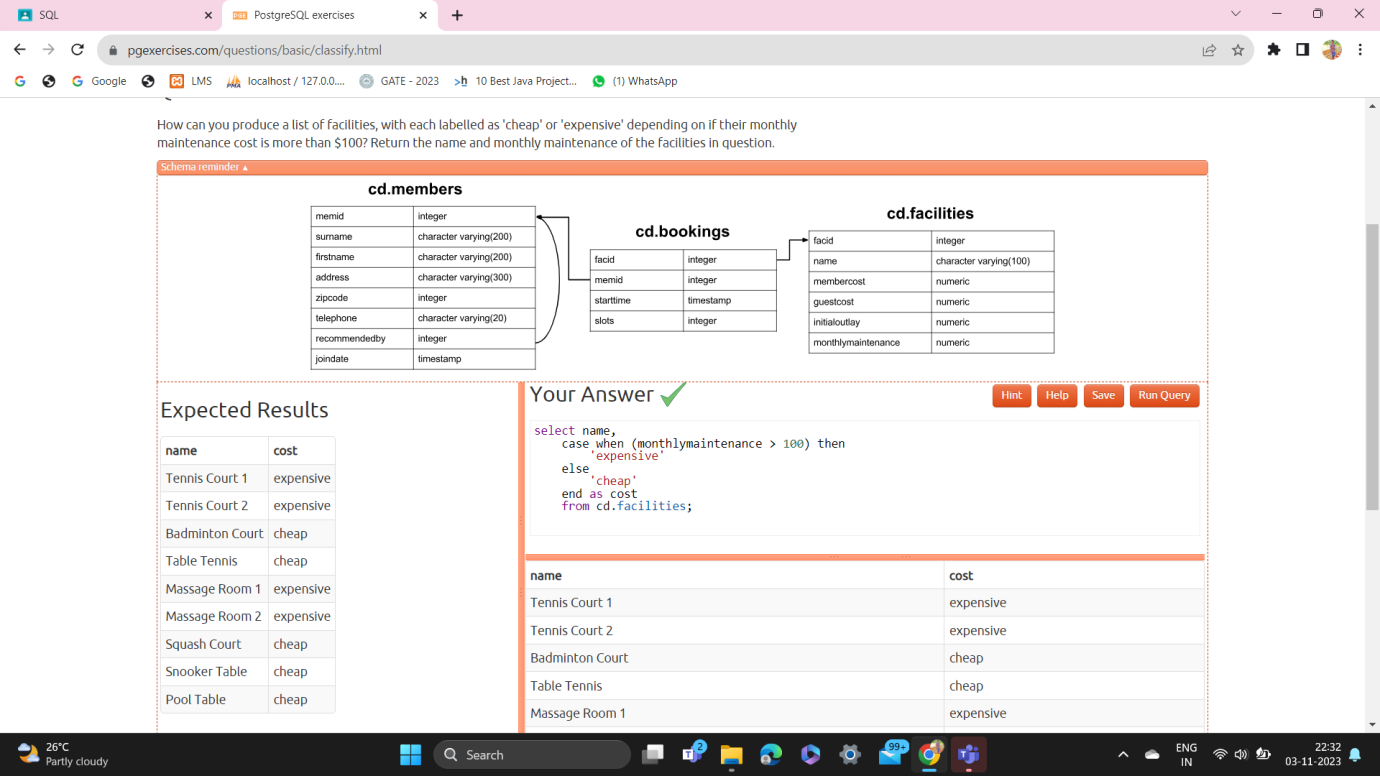 SQL
PostgreSQL exercises
pgexercises.com/questions/basic/classify.html
Google
LMS
localhost / 127.0.0....
GATE - 2023
>h 10 Best Java Project...
(1) WhatsApp
How can you produce a list of facilities, with each labelled as 'cheap' or 'expensive' depending on if their monthly
maintenance cost is more than $100? Return the name and monthly maintenance of the facilities in question.
Schema reminder ▲
cd.members
memid integer
surname character varying(200)
firstname character varying(200)
address character varying(300)
zipcode integer
telephone character varying(20)
recommendedby integer
joindate timestamp
cd.bookings
facid integer
memid integer
starttime timestamp
slots integer
cd.facilities
facid integer
name character varying(100)
membercost numeric
guestcost numeric
initialoutlay numeric
monthlymaintenance numeric
Expected Results
name cost
Tennis Court 1 expensive
Tennis Court 2 expensive
Badminton Court cheap
Table Tennis cheap
Massage Room 1 expensive
Massage Room 2 expensive
Squash Court cheap
Snooker Table cheap
Pool Table cheap
Your Answer
Hint Help Save Run Query
select name,
case when (monthlymaintenance > 100) then
'expensive'
else
'cheap'
end as cost
from cd.facilities;
name cost
Tennis Court 1 expensive
Tennis Court 2 expensive
Badminton Court cheap
Table Tennis cheap
Massage Room 1 expensive
26°C
Partly cloudy
Search
2
99+
ENG
IN
22:32
03-11-2023